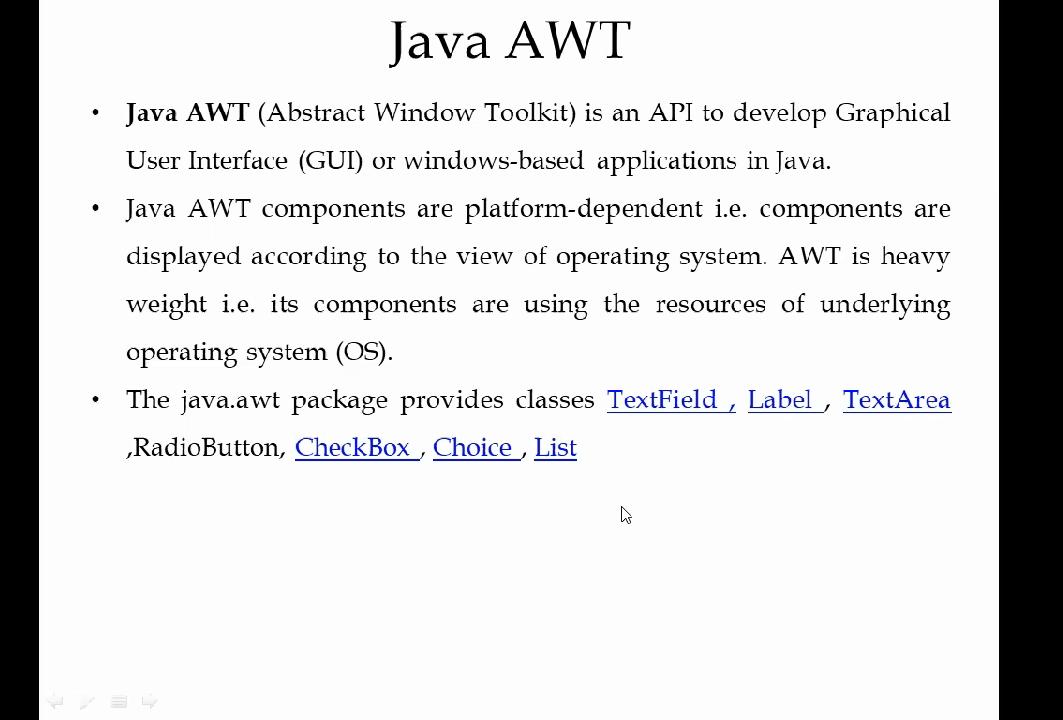 Java AWT
• Java AWT (Abstract Window Toolkit) is an API to develop Graphical
User Interface (GUI) or windows-based applications in Java.
• Java AWT components are platform-dependent i.e. components are
displayed according to the view of operating system. AWT is heavy
weight i.e. its components are using the resources of underlying
operating system (OS).
• The java.awt package provides classes TextField , Label , TextArea
,RadioButton, CheckBox , Choice , List